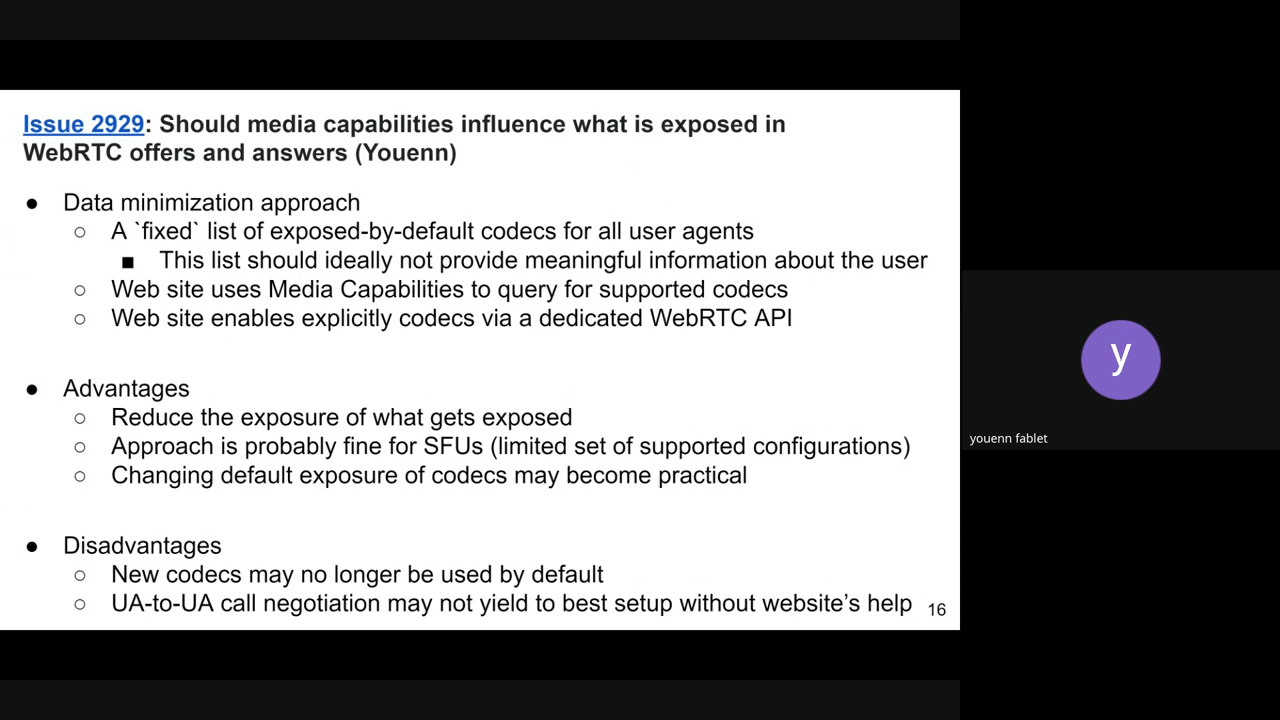 Issue 2929: Should media capabilities influence what is exposed in
WebRTC offers and answers (Youenn)
● Data minimization approach
○ A `fixed` list of exposed-by-default codecs for all user agents
■ This list should ideally not provide meaningful information about the user
○ Web site uses Media Capabilities to query for supported codecs
○ Web site enables explicitly codecs via a dedicated WebRTC API
● Advantages
○ Reduce the exposure of what gets exposed
○ Approach is probably fine for SFUs (limited set of supported configurations)
○ Changing default exposure of codecs may become practical
● Disadvantages
○ New codecs may no longer be used by default
○ UA-to-UA call negotiation may not yield to best setup without website’s help
16
y
youenn fablet